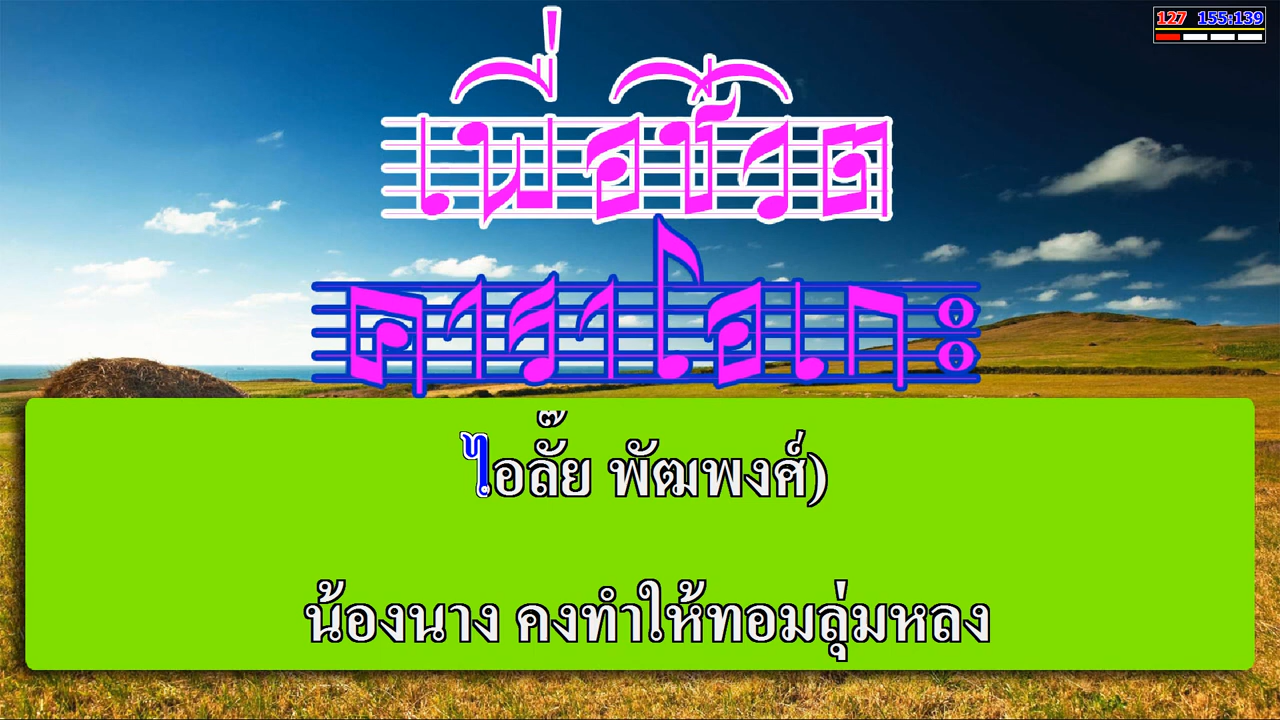 127 155:139
เพื่อชีวิต
คาราโอเกะ
ไอลั๊ย พัฒพงศ์)
น้องนาง คงทำให้ทอมลุ่มหลง